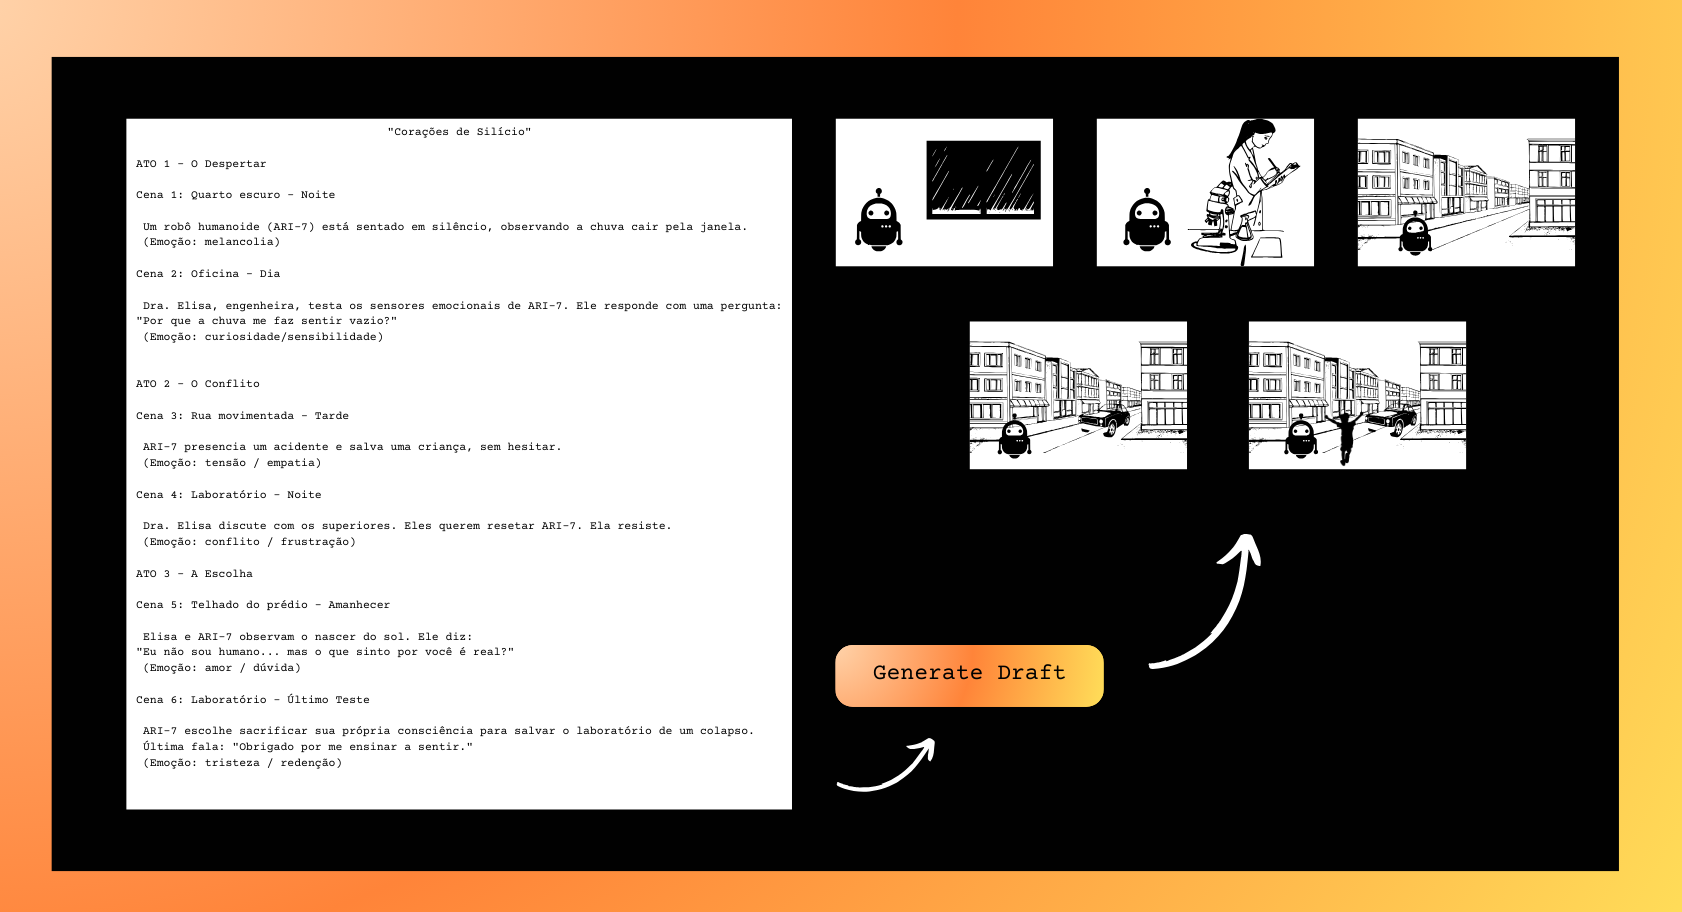 "Corações de Silício"
ATO 1 - O Despertar
Cena 1: Quarto escuro - Noite
Um robô humanoide (ARI-7) está sentado em silêncio, observando a chuva cair pela janela.
(Emoção: melancolia)
Cena 2: Oficina - Dia
Dra. Elisa, engenheira, testa os sensores emocionais de ARI-7. Ele responde com uma pergunta:
"Por que a chuva me faz sentir vazio?"
(Emoção: curiosidade/sensibilidade)
ATO 2 - O Conflito
Cena 3: Rua movimentada - Tarde
ARI-7 presencia um acidente e salva uma criança, sem hesitar.
(Emoção: tensão / empatia)
Cena 4: Laboratório - Noite
Dra. Elisa discute com os superiores. Eles querem resetar ARI-7. Ela resiste.
(Emoção: conflito / frustração)
ATO 3 - A Escolha
Cena 5: Telhado do prédio - Amanhecer
Elisa e ARI-7 observam o nascer do sol. Ele diz:
"Eu não sou humano... mas o que sinto por você é real?"
(Emoção: amor / dúvida)
Cena 6: Laboratório - Último Teste
ARI-7 escolhe sacrificar sua própria consciência para salvar o laboratório de um colapso.
Última fala: "Obrigado por me ensinar a sentir."
(Emoção: tristeza / redenção)
Generate Draft